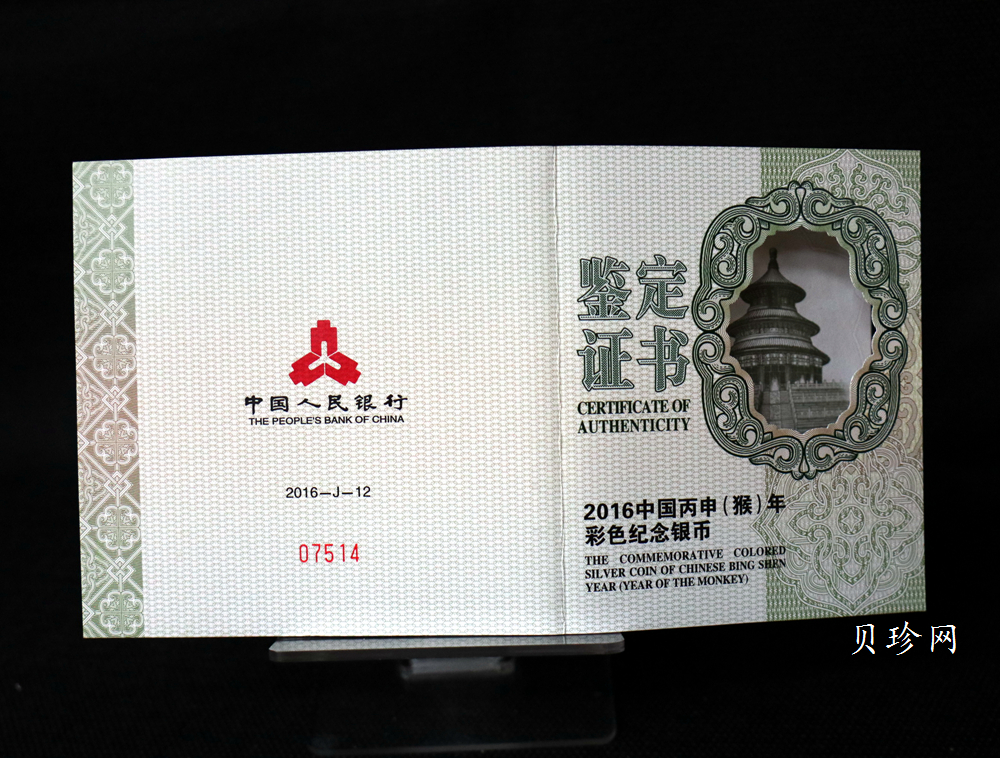 中国人民银行
THE PEOPLE'S BANK OF CHINA
2016—J—12
07514
鉴定
证书
CERTIFICATE OF
AUTHENTICITY
2016中国丙申(猴)年
彩色纪念银币
THE COMMEMORATIVE COLORED
SILVER COIN OF CHINESE BING SHEN
YEAR (YEAR OF THE MONKEY)
贝珍网